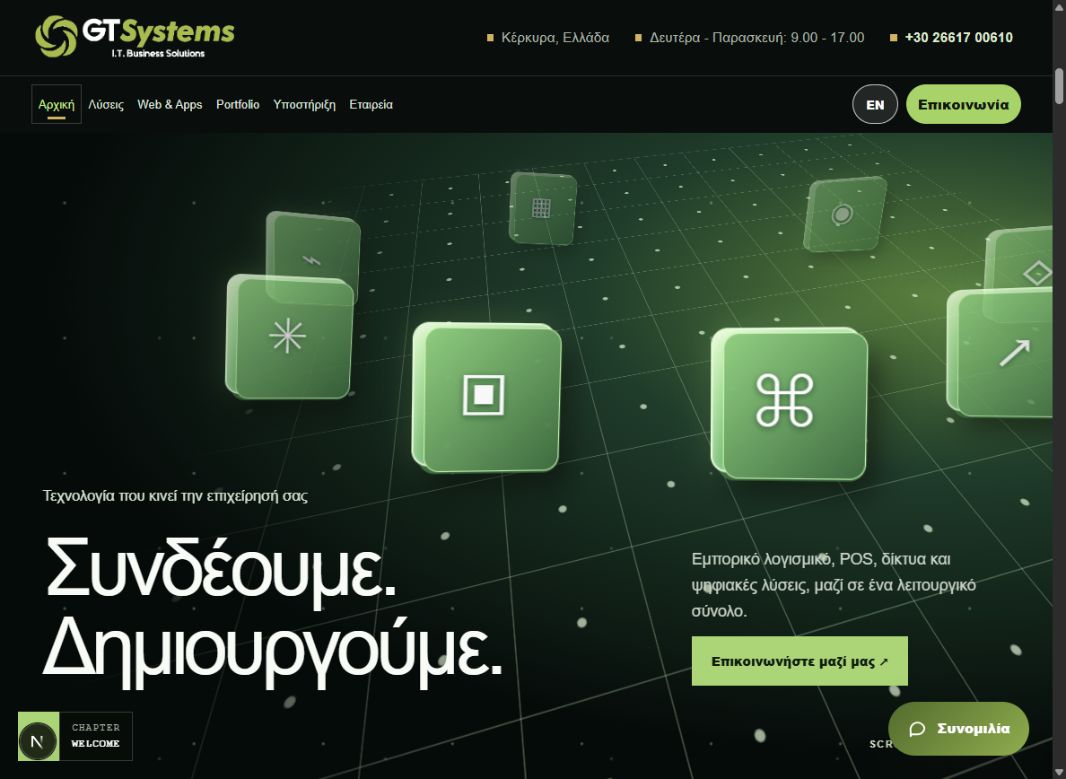 GTSystems
I.T. Business Solutions
Κέρκυρα, Ελλάδα
Δευτέρα - Παρασκευή: 9.00 - 17.00
+30 26617 00610
Αρχική
Λύσεις
Web & Apps
Portfolio
Υποστήριξη
Εταιρεία
EN
Επικοινωνία
Τεχνολογία που κινεί την επιχείρησή σας
Συνδέουμε.
Δημιουργούμε.
Εμπορικό λογισμικό, POS, δίκτυα και
ψηφιακές λύσεις, μαζί σε ένα λειτουργικό
σύνολο.
Επικοινωνήστε μαζί μας ↗
N
CHAPTER
WELCOME
Συνομιλία